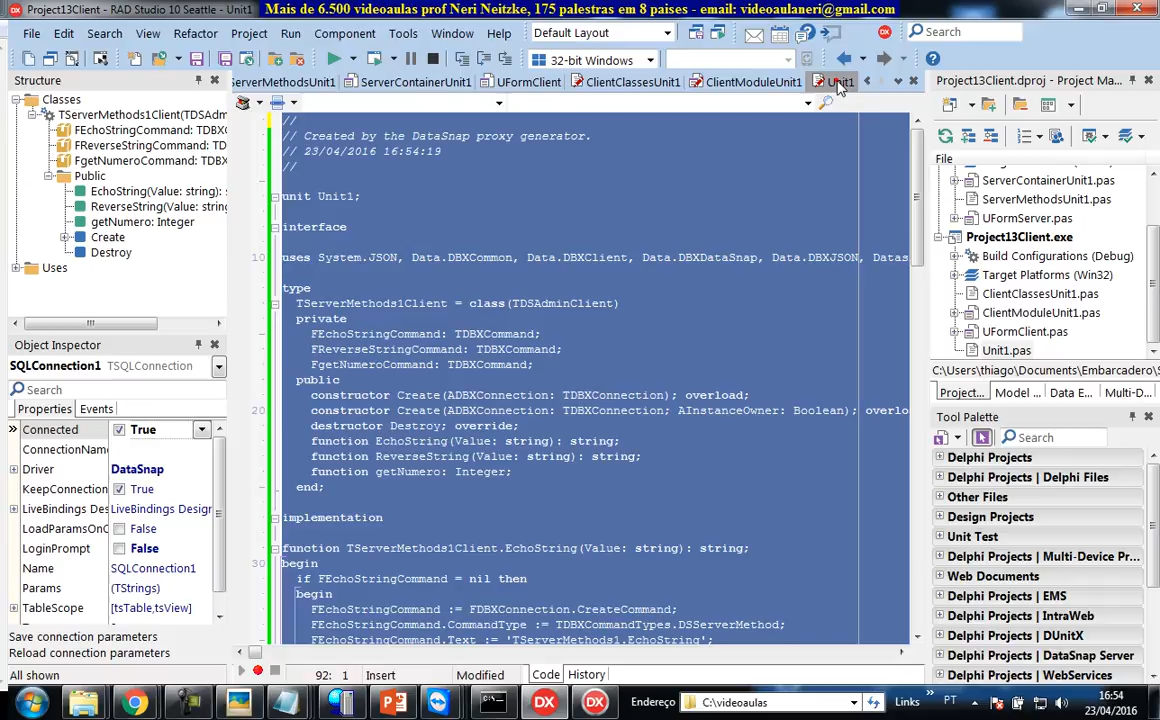 Project13Client - RAD Studio 10 Seattle - Unit1
Mais de 6.500 videoaulas prof Neri Neitzke, 175 palestras em 8 paises - email: videoaulaneri@gmail.com
File Edit Search View Refactor Project Run Component Tools Window Help
Default Layout
Search
32-bit Windows
Structure
Classes
TServerMethods1Client(TDSAdm
FEchoStringCommand: TDBX
FReverseStringCommand: TD
FgetNumeroCommand: TDBX
Public
EchoString(Value: string): s
ReverseString(Value: string
getNumero: Integer
Create
Destroy
Uses
Object Inspector
SQLConnection1 TSQLConnection
Search
Properties Events
Connected True
ConnectionName
Driver DataSnap
KeepConnection True
LiveBindings Des LiveBindings Design
LoadParamsOnC False
LoginPrompt False
Name SQLConnection1
Params (TStrings)
TableScope [tsTable,tsView]
Save connection parameters
Reload connection parameters
All shown
erverMethodsUnit1 ServerContainerUnit1 UFormClient ClientClassesUnit1 ClientModuleUnit1 Unit1
//
// Created by the DataSnap proxy generator.
// 23/04/2016 16:54:19
//
unit Unit1;
interface
10 uses System.JSON, Data.DBXCommon, Data.DBXClient, Data.DBXDataSnap, Data.DBXJSON, Datas
type
TServerMethods1Client = class(TDSAdminClient)
private
FEchoStringCommand: TDBXCommand;
FReverseStringCommand: TDBXCommand;
FgetNumeroCommand: TDBXCommand;
public
constructor Create(ADBXConnection: TDBXConnection); overload;
20 constructor Create(ADBXConnection: TDBXConnection; AInstanceOwner: Boolean); overlo
destructor Destroy; override;
function EchoString(Value: string): string;
function ReverseString(Value: string): string;
function getNumero: Integer;
end;
implementation
function TServerMethods1Client.EchoString(Value: string): string;
30 begin
if FEchoStringCommand = nil then
begin
FEchoStringCommand := FDBXConnection.CreateCommand;
FEchoStringCommand.CommandType := TDBXCommandTypes.DSServerMethod;
FEchoStringCommand.Text := 'TServerMethods1.EchoString';
92: 1 Insert Modified Code History
Project13Client.dproj - Project Ma...
File
ServerContainerUnit1.pas
ServerMethodsUnit1.pas
UFormServer.pas
Project13Client.exe
Build Configurations (Debug)
Target Platforms (Win32)
ClientClassesUnit1.pas
ClientModuleUnit1.pas
UFormClient.pas
Unit1.pas
C:\Users\thiago\Documents\Embarcadero\S
Project... Model ... Data E... Multi-D...
Tool Palette
Search
Delphi Projects
Delphi Projects | Delphi Files
Other Files
Design Projects
Unit Test
Delphi Projects | Multi-Device Pr...
Web Documents
Delphi Projects | EMS
Delphi Projects | IntraWeb
Delphi Projects | DUnitX
Delphi Projects | DataSnap Server
Delphi Projects | WebServices
Endereço C:\videoaulas Links PT
16:54
23/04/2016